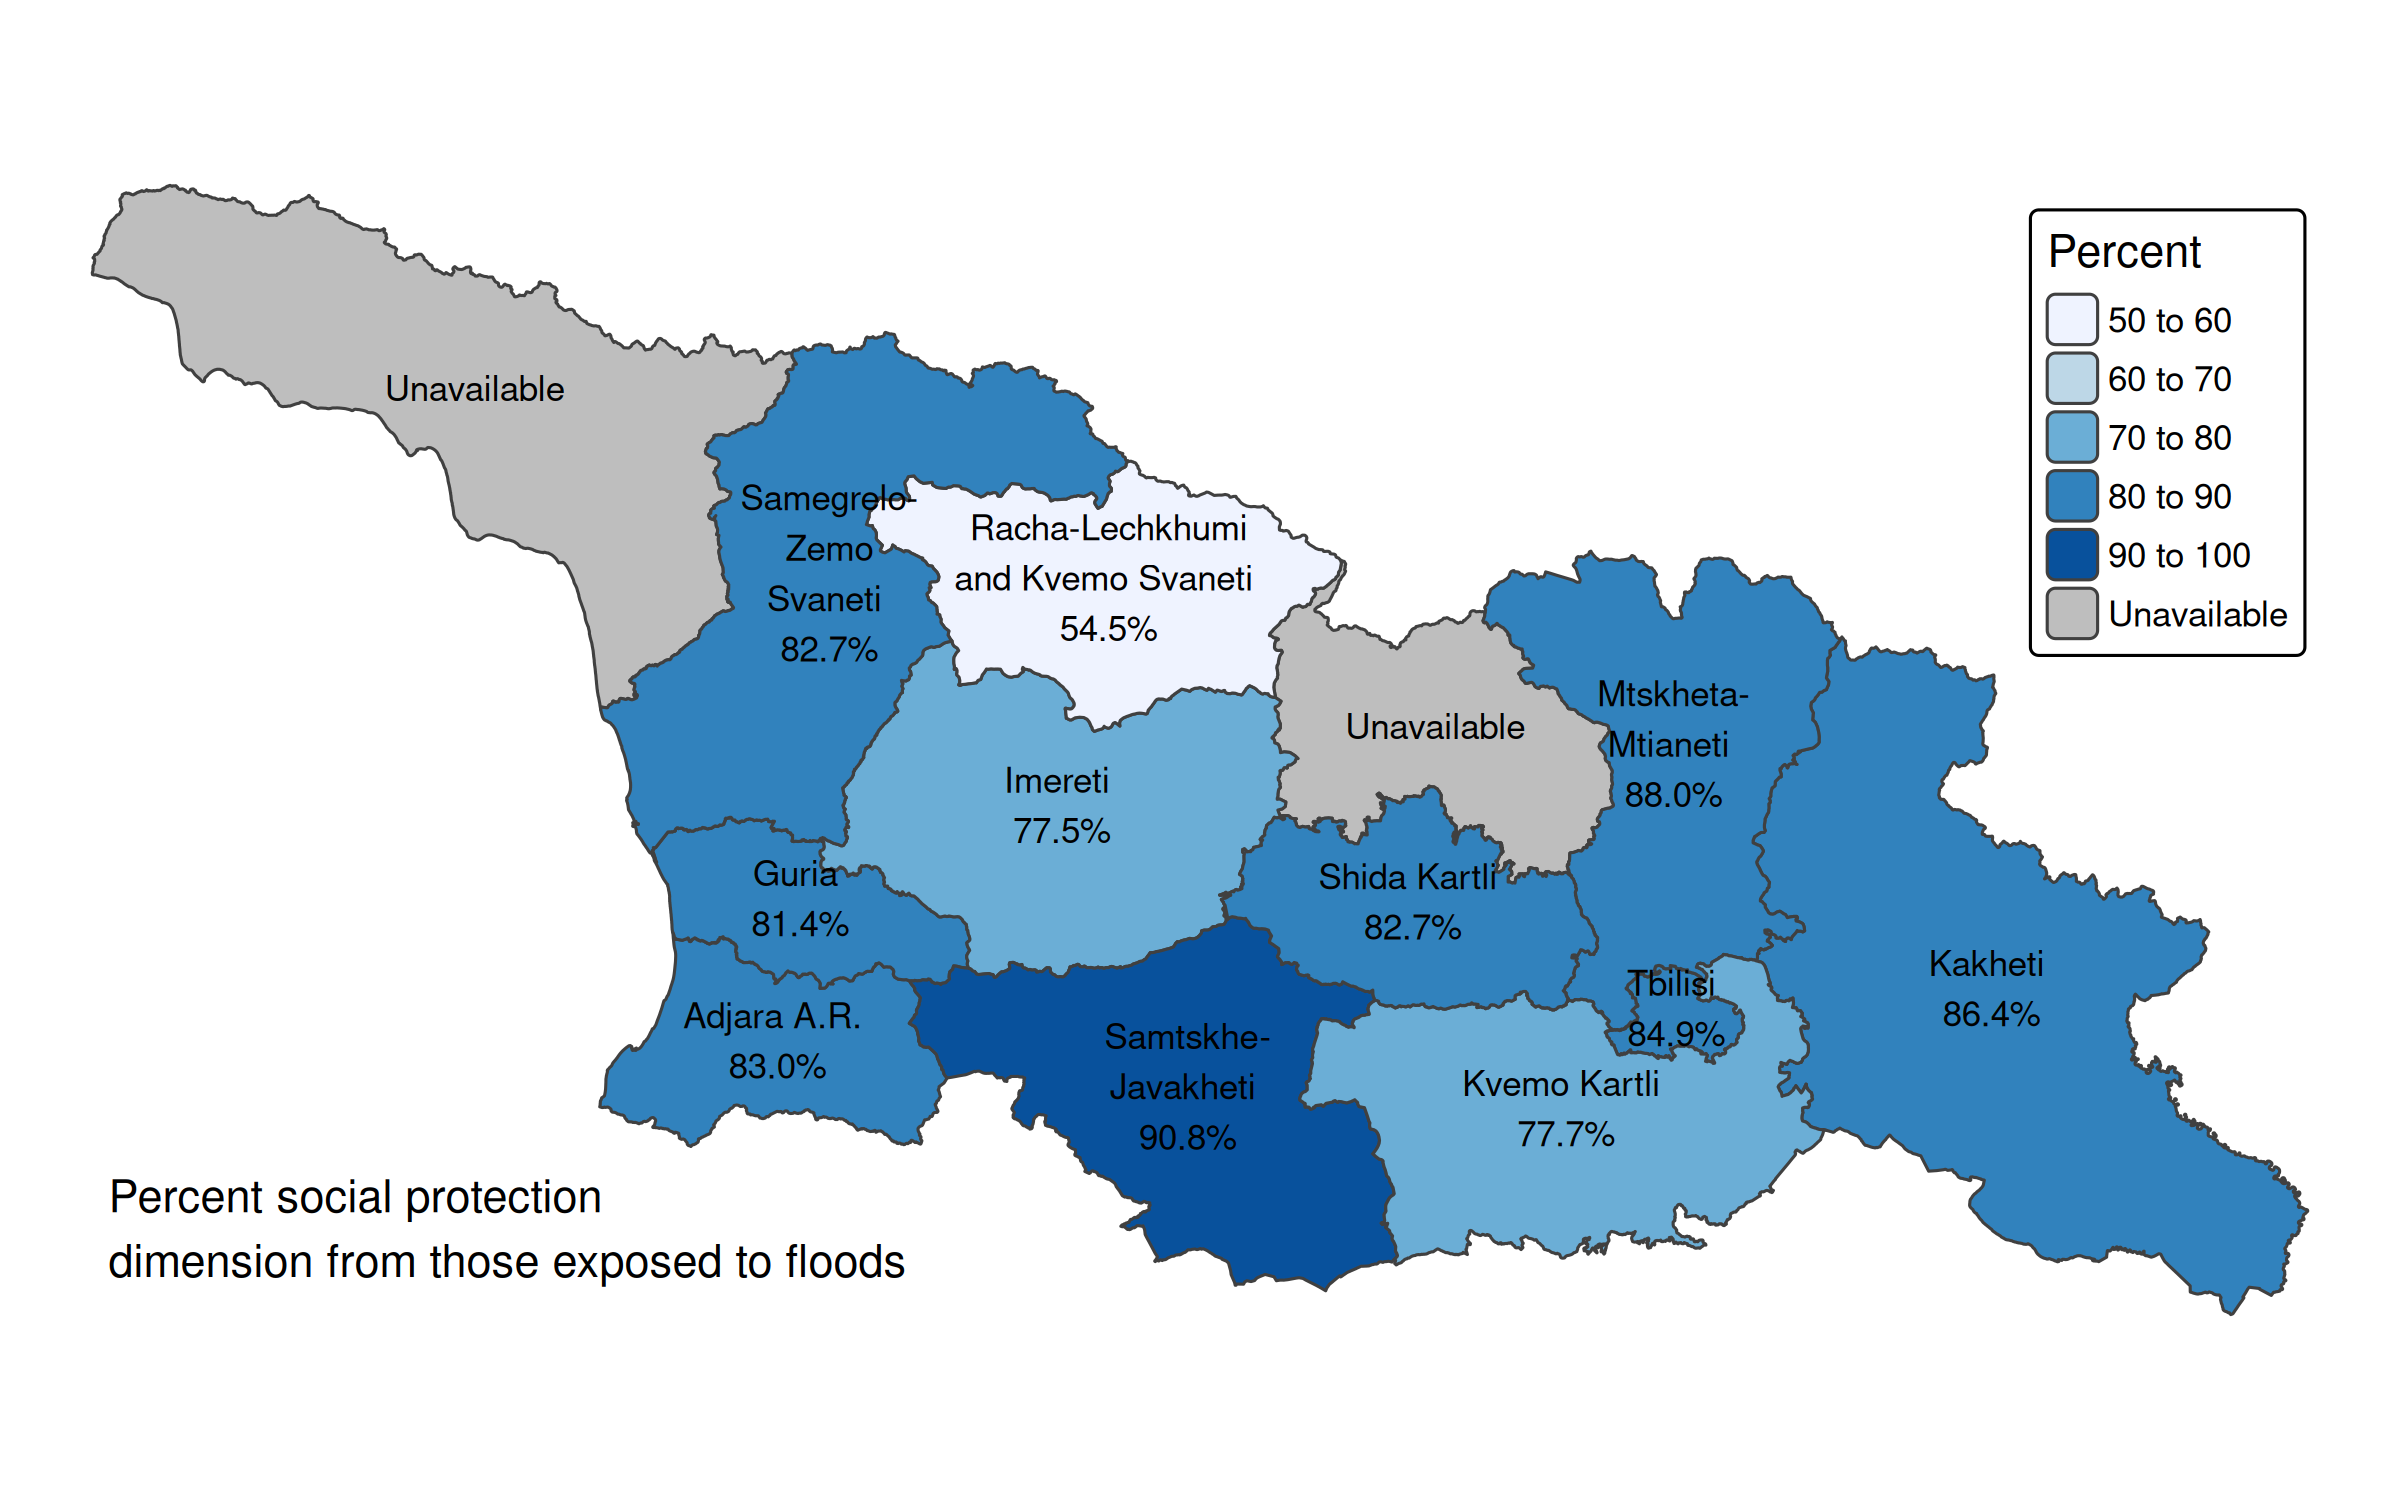 Unavailable
Samegrelo-
Zemo
Svaneti
82.7%
Racha-Lechkhumi
and Kvemo Svaneti
54.5%
Imereti
77.5%
Unavailable
Mtskheta-
Mtianeti
88.0%
Guria
81.4%
Shida Kartli
82.7%
Adjara A.R.
83.0%
Samtskhe-
Javakheti
90.8%
Tbilisi
84.9%
Kvemo Kartli
77.7%
Kakheti
86.4%
Percent
50 to 60
60 to 70
70 to 80
80 to 90
90 to 100
Unavailable
Percent social protection
dimension from those exposed to floods